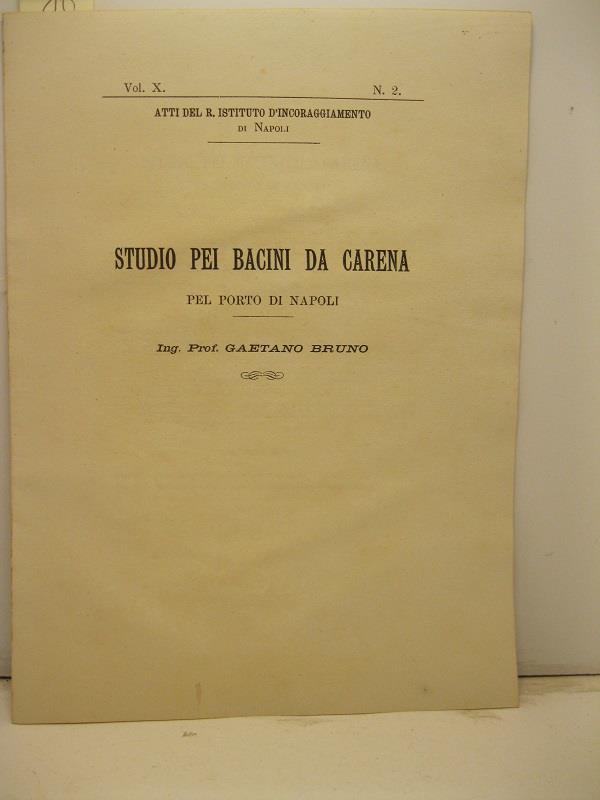 Vol. X. N. 2.
ATTI DEL R. ISTITUTO D'INCORAGGIAMENTO
DI NAPOLI
STUDIO PEI BACINI DA CARENA
PEL PORTO DI NAPOLI
Ing. Prof. GAETANO BRUNO